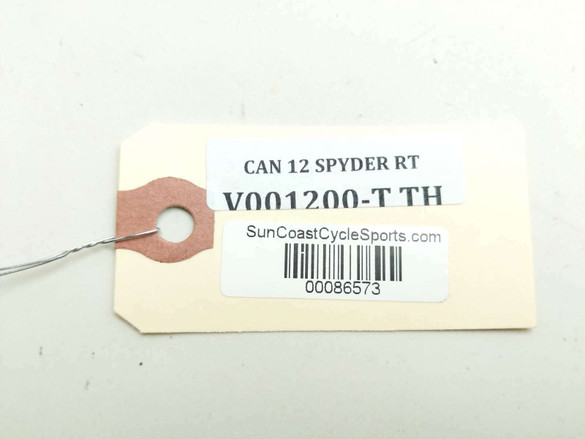 CAN 12 SPYDER RT
V001200-T TH
SunCoastCycleSports.com
00086573